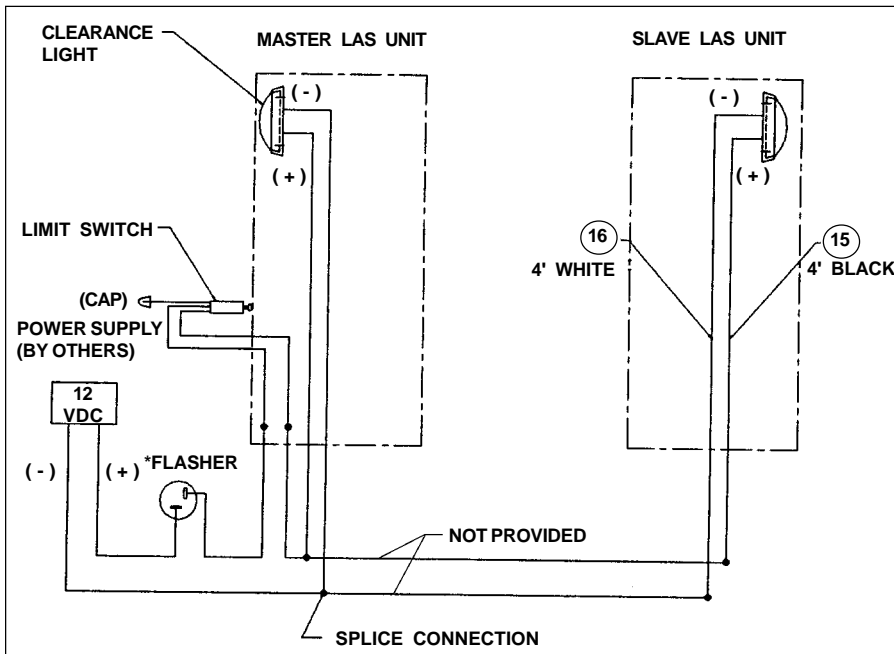 CLEARANCE
LIGHT
MASTER LAS UNIT
SLAVE LAS UNIT
( - )
( - )
( + )
( + )
LIMIT SWITCH
16
15
4' WHITE
4' BLACK
(CAP)
POWER SUPPLY
(BY OTHERS)
12
VDC
( - )
( + )
*FLASHER
NOT PROVIDED
SPLICE CONNECTION